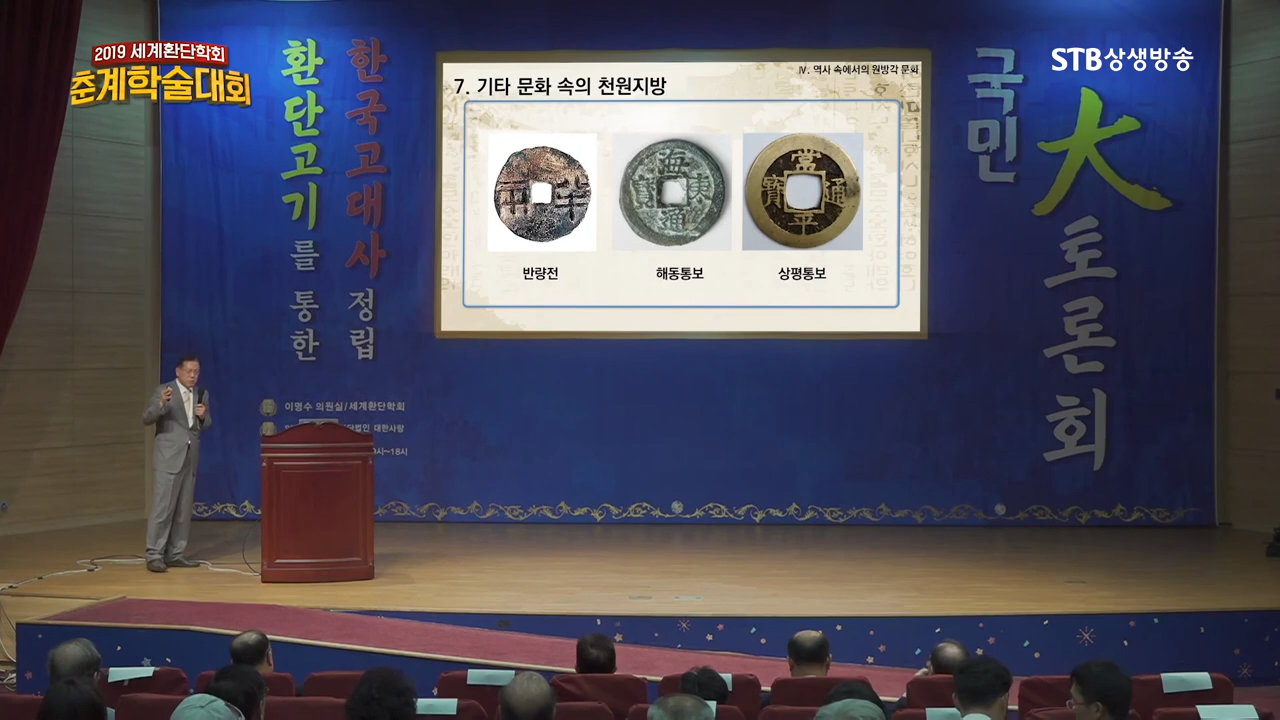 2019 세계환단학회
춘계학술대회
STB상생방송
한국고대사 정립
환단고기를 통한
국민
大토론회
Ⅳ. 역사 속에서의 원방각 문화
7. 기타 문화 속의 천원지방
半 兩
海東通寶
常平通寶
반량전
해동통보
상평통보
이명수 의원실/세계환단학회
대한사랑
시~18시